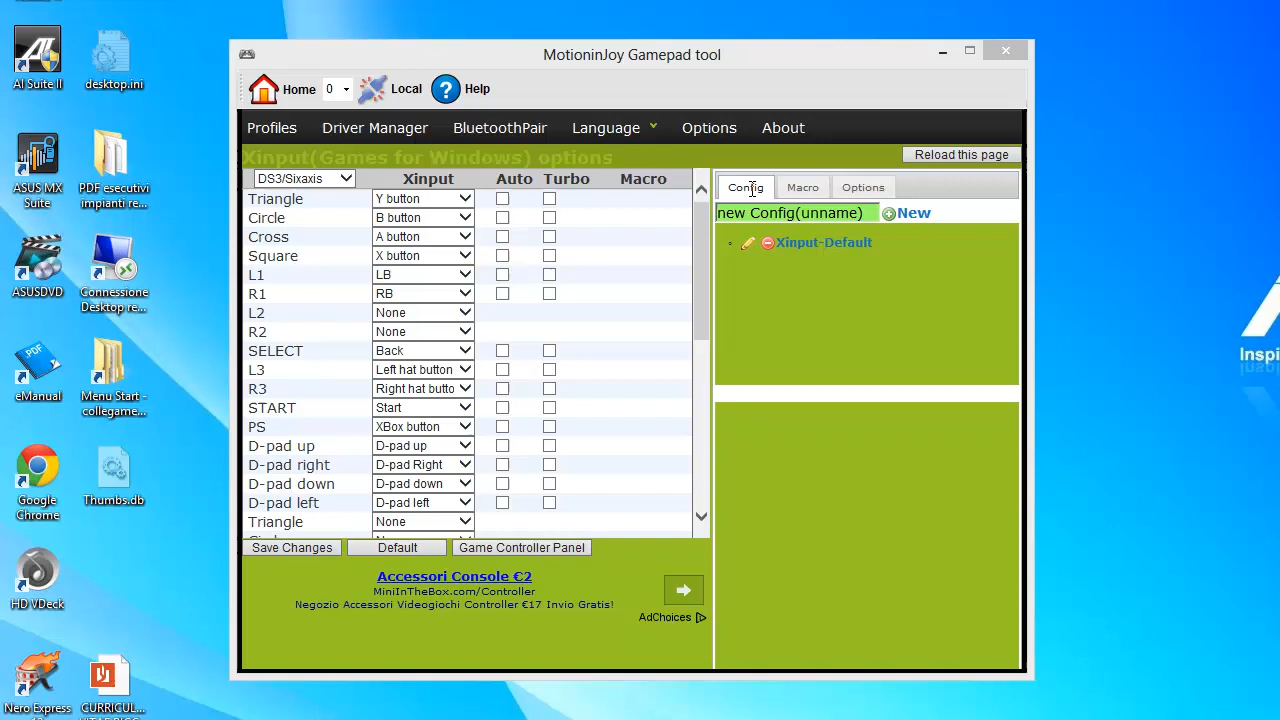 AI Suite II
desktop.ini
ASUS MX
Suite
PDF esecutivi
impianti re...
ASUSDVD
Connessione
Desktop re...
eManual
Menu Start -
collegame...
Google
Chrome
Thumbs.db
HD VDeck
Nero Express
CURRICUL...
MotioninJoy Gamepad tool
Home 0 Local Help
Profiles Driver Manager BluetoothPair Language Options About
Xinput(Games for Windows) options
Reload this page
DS3/Sixaxis Xinput Auto Turbo Macro
Triangle Y button
Circle B button
Cross A button
Square X button
L1 LB
R1 RB
L2 None
R2 None
SELECT Back
L3 Left hat button
R3 Right hat butto
START Start
PS XBox button
D-pad up D-pad up
D-pad right D-pad Right
D-pad down D-pad down
D-pad left D-pad left
Triangle None
Save Changes Default Game Controller Panel
Accessori Console €2
MiniInTheBox.com/Controller
Negozio Accessori Videogiochi Controller €17 Invio Gratis!
AdChoices
Config Macro Options
new Config(unname) New
Xinput-Default
Inspi